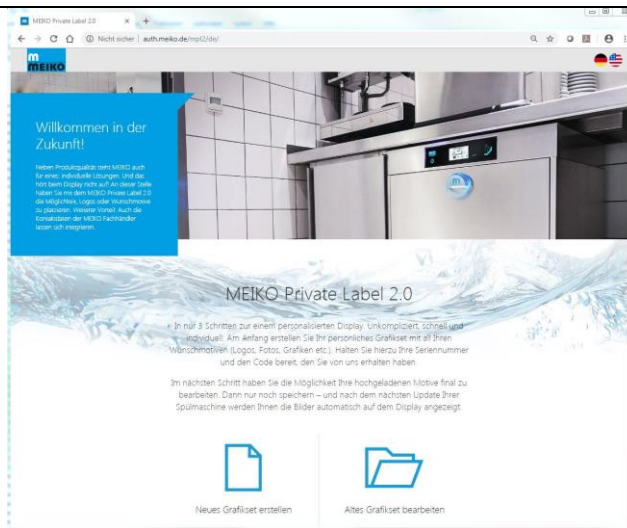 MEIKO Private Label 2.0
Nicht sicher | auth.meiko.de/mpl2/de/
m
MEIKO
Willkommen in der
Zukunft!
Neben Produktqualität steht MEIKO auch
für eines: individuelle Lösungen. Und das
hört beim Display nicht auf! An dieser Stelle
haben Sie mit dem MEIKO Private Label 2.0
die Möglichkeit, Logos oder Wunschmotive
zu platzieren. Weiterer Vorteil: Auch die
Kontaktdaten der MEIKO Fachhändler
lassen sich integrieren.
m
MEIKO Private Label 2.0
In nur 3 Schritten zur einem personalisierten Display. Unkompliziert, schnell und
individuell: Am Anfang erstellen Sie Ihr persönliches Grafikset mit all Ihren
Wunschmotiven (Logos, Fotos, Grafiken etc.). Halten Sie hierzu Ihre Seriennummer
und den Code bereit, den Sie von uns erhalten haben.
Im nächsten Schritt haben Sie die Möglichkeit Ihre hochgeladenen Motive final zu
bearbeiten. Dann nur noch speichern – und nach dem nächsten Update Ihrer
Spülmaschine werden Ihnen die Bilder automatisch auf dem Display angezeigt
Neues Grafikset erstellen
Altes Grafikset bearbeiten